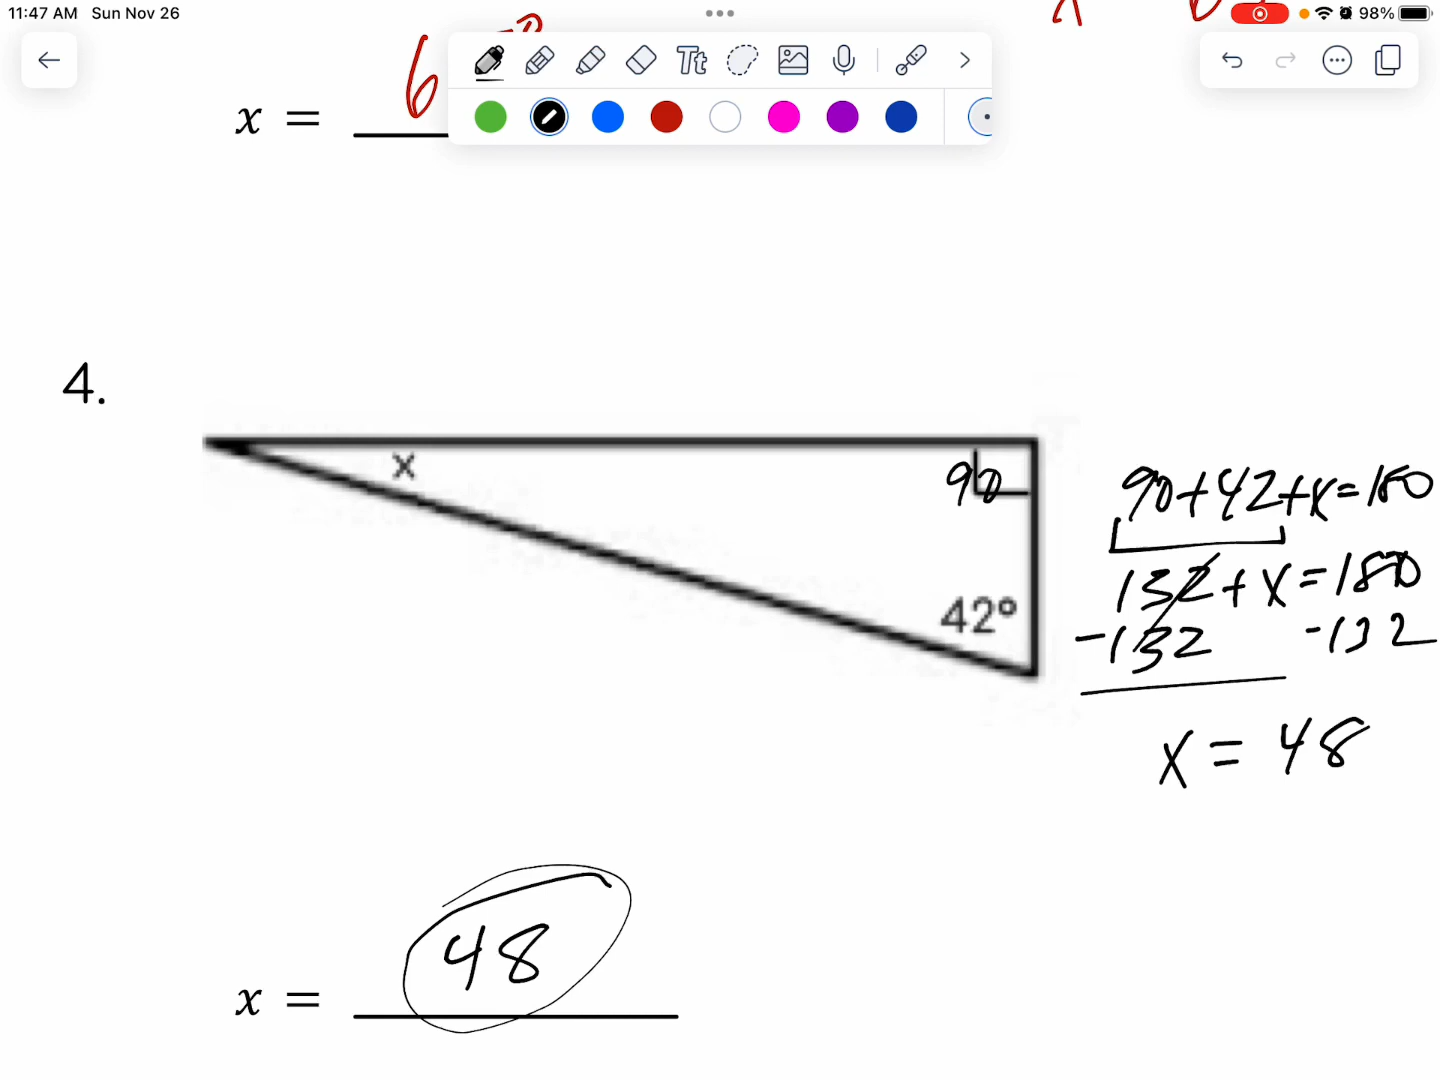 11:47 AM Sun Nov 26
98%
Tt
x = 6
4.
x
90
42°
90+42+x=180
132+x=180
-132 -132
x = 48
x = 48